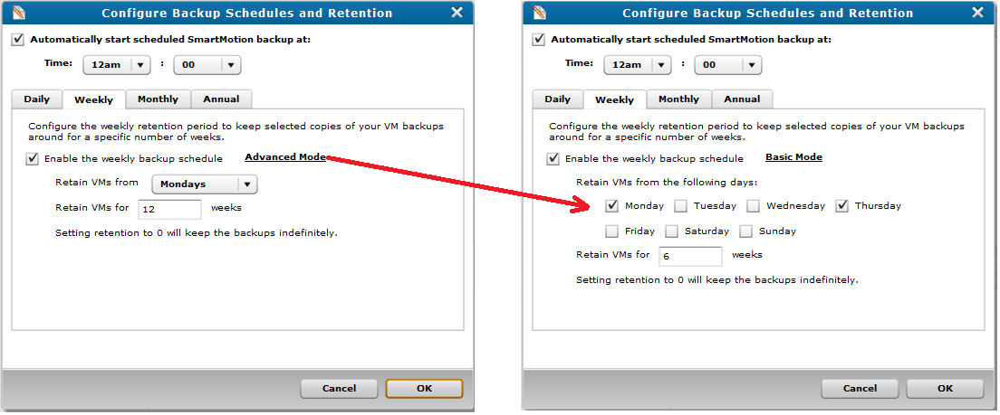 Configure Backup Schedules and Retention
Automatically start scheduled SmartMotion backup at:
Time: 12am : 00
Daily Weekly Monthly Annual
Configure the weekly retention period to keep selected copies of your VM backups
around for a specific number of weeks.
Enable the weekly backup schedule Advanced Mode
Retain VMs from Mondays
Retain VMs for 12 weeks
Setting retention to 0 will keep the backups indefinitely.
Cancel OK
Configure Backup Schedules and Retention
Automatically start scheduled SmartMotion backup at:
Time: 12am : 00
Daily Weekly Monthly Annual
Configure the weekly retention period to keep selected copies of your VM backups
around for a specific number of weeks.
Enable the weekly backup schedule Basic Mode
Retain VMs from the following days:
Monday Tuesday Wednesday Thursday
Friday Saturday Sunday
Retain VMs for 6 weeks
Setting retention to 0 will keep the backups indefinitely.
Cancel OK